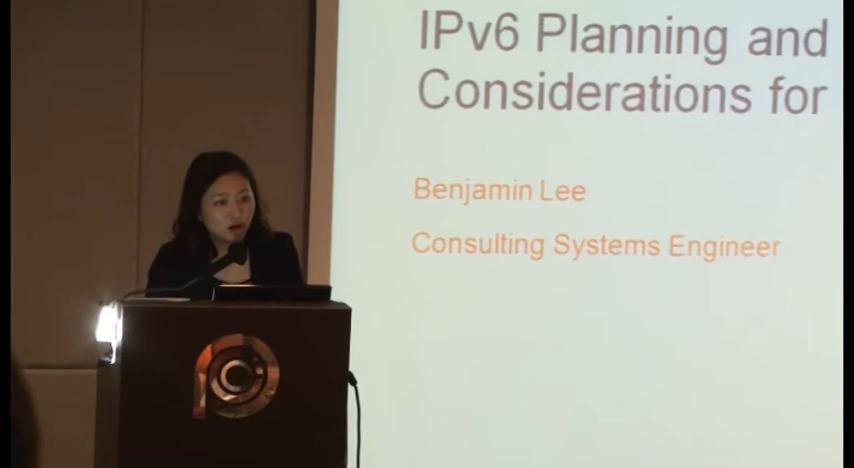 IPv6 Planning and
Considerations for
Benjamin Lee
Consulting Systems Engineer